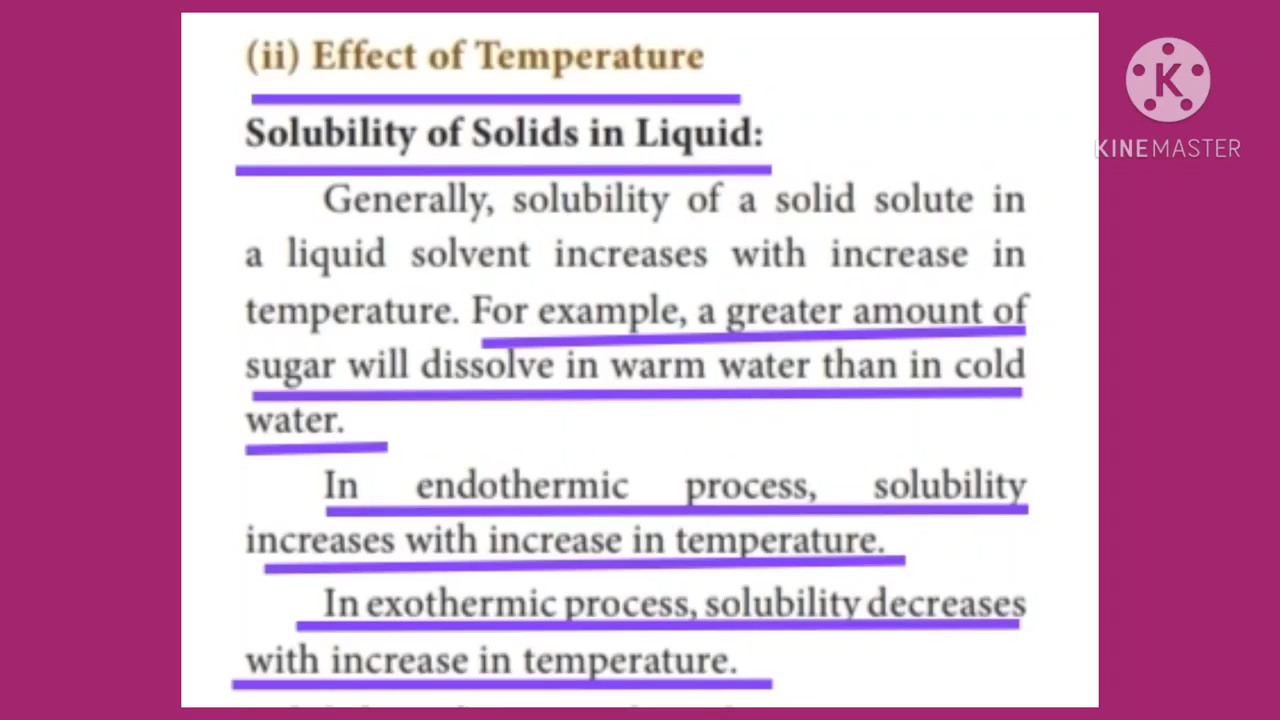 (ii) Effect of Temperature
Solubility of Solids in Liquid:
Generally, solubility of a solid solute in
a liquid solvent increases with increase in
temperature. For example, a greater amount of
sugar will dissolve in warm water than in cold
water.
In endothermic process, solubility
increases with increase in temperature.
In exothermic process, solubility decreases
with increase in temperature.
K
KINEMASTER